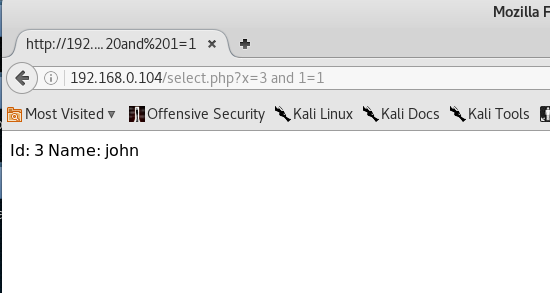 Mozilla F
http://192.... 20and%201=1
192.168.0.104/select.php?x=3 and 1=1
Most Visited Offensive Security Kali Linux Kali Docs Kali Tools
Id: 3 Name: john